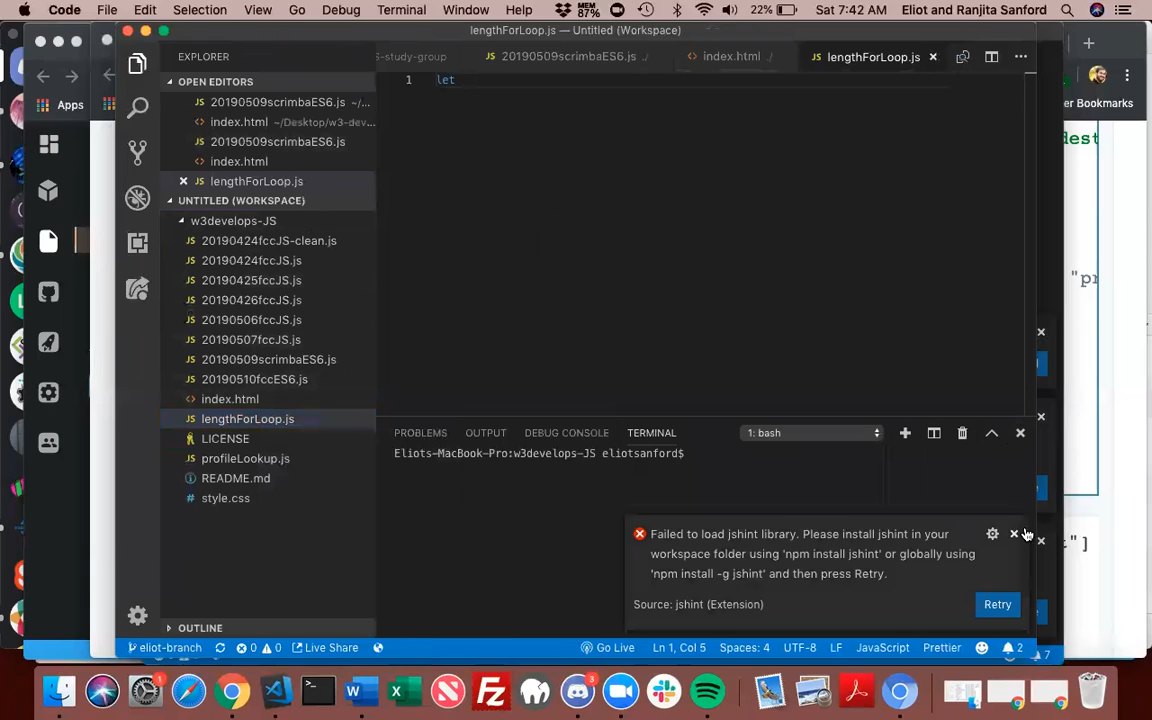 Code File Edit Selection View Go Debug Terminal Window Help MEM 87% 22% Sat 7:42 AM Eliot and Ranjita Sanford
lengthForLoop.js — Untitled (Workspace)
EXPLORER
S-study-group 20190509scrimbaES6.js ./ index.html ./ lengthForLoop.js
OPEN EDITORS
1 let
20190509scrimbaES6.js ~/...
index.html ~/Desktop/w3-dev...
20190509scrimbaES6.js
index.html
lengthForLoop.js
UNTITLED (WORKSPACE)
w3develops-JS
20190424fccJS-clean.js
20190424fccJS.js
20190425fccJS.js
20190426fccJS.js
20190506fccJS.js
20190507fccJS.js
20190509scrimbaES6.js
20190510fccES6.js
index.html
lengthForLoop.js
LICENSE
profileLookup.js
README.md
style.css
OUTLINE
PROBLEMS OUTPUT DEBUG CONSOLE TERMINAL 1: bash
Eliots-MacBook-Pro:w3develops-JS eliotsanford$
Failed to load jshint library. Please install jshint in your
workspace folder using 'npm install jshint' or globally using
'npm install -g jshint' and then press Retry.
Source: jshint (Extension) Retry
eliot-branch 0 0 Live Share Go Live Ln 1, Col 5 Spaces: 4 UTF-8 LF JavaScript Prettier 2
7
Apps
er Bookmarks
dest
"pr
"]
1
3